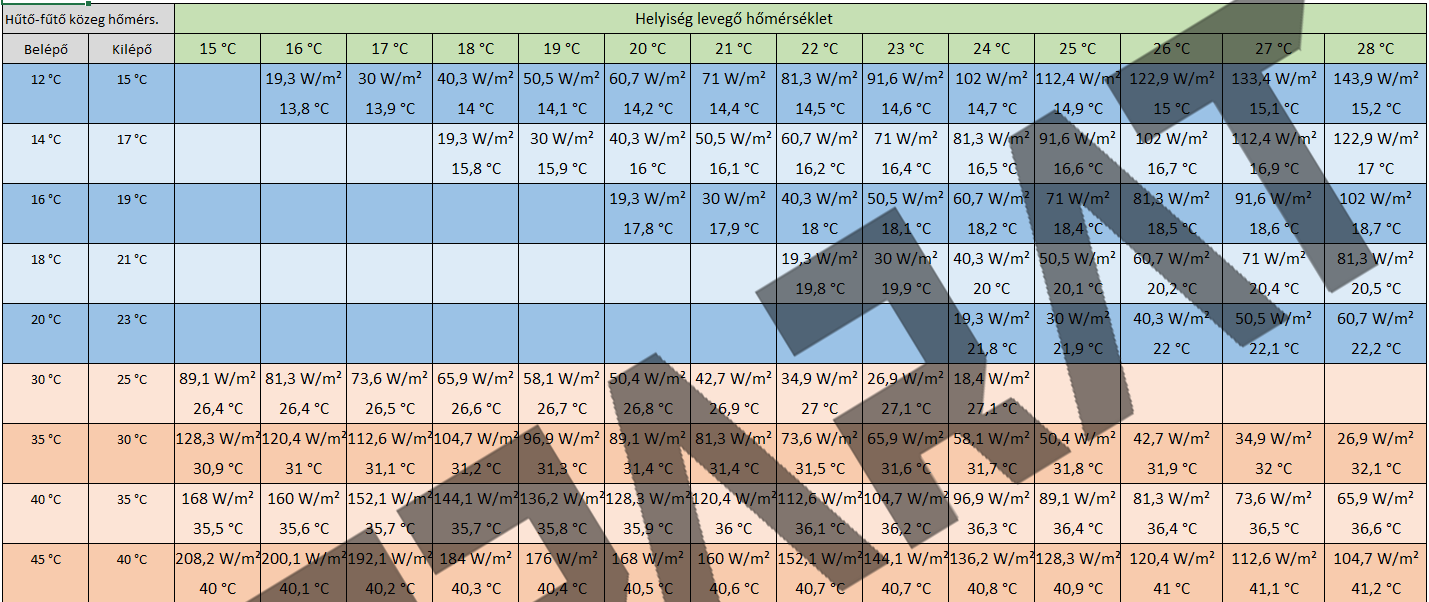 Hűtő-fűtő közeg hőmérs. Helyiség levegő hőmérséklet
Belépő Kilépő 15 °C 16 °C 17 °C 18 °C 19 °C 20 °C 21 °C 22 °C 23 °C 24 °C 25 °C 26 °C 27 °C 28 °C
12 °C 15 °C 19,3 W/m² 30 W/m² 40,3 W/m² 50,5 W/m² 60,7 W/m² 71 W/m² 81,3 W/m² 91,6 W/m² 102 W/m² 112,4 W/m² 122,9 W/m² 133,4 W/m² 143,9 W/m²
13,8 °C 13,9 °C 14 °C 14,1 °C 14,2 °C 14,4 °C 14,5 °C 14,6 °C 14,7 °C 14,9 °C 15 °C 15,1 °C 15,2 °C
14 °C 17 °C 19,3 W/m² 30 W/m² 40,3 W/m² 50,5 W/m² 60,7 W/m² 71 W/m² 81,3 W/m² 91,6 W/m² 102 W/m² 112,4 W/m² 122,9 W/m²
15,8 °C 15,9 °C 16 °C 16,1 °C 16,2 °C 16,4 °C 16,5 °C 16,6 °C 16,7 °C 16,9 °C 17 °C
16 °C 19 °C 19,3 W/m² 30 W/m² 40,3 W/m² 50,5 W/m² 60,7 W/m² 71 W/m² 81,3 W/m² 91,6 W/m² 102 W/m²
17,8 °C 17,9 °C 18 °C 18,1 °C 18,2 °C 18,4 °C 18,5 °C 18,6 °C 18,7 °C
18 °C 21 °C 19,3 W/m² 30 W/m² 40,3 W/m² 50,5 W/m² 60,7 W/m² 71 W/m² 81,3 W/m²
19,8 °C 19,9 °C 20 °C 20,1 °C 20,2 °C 20,4 °C 20,5 °C
20 °C 23 °C 19,3 W/m² 30 W/m² 40,3 W/m² 50,5 W/m² 60,7 W/m²
21,8 °C 21,9 °C 22 °C 22,1 °C 22,2 °C
30 °C 25 °C 89,1 W/m² 81,3 W/m² 73,6 W/m² 65,9 W/m² 58,1 W/m² 50,4 W/m² 42,7 W/m² 34,9 W/m² 26,9 W/m² 18,4 W/m²
26,4 °C 26,4 °C 26,5 °C 26,6 °C 26,7 °C 26,8 °C 26,9 °C 27 °C 27,1 °C 27,1 °C
35 °C 30 °C 128,3 W/m² 120,4 W/m² 112,6 W/m² 104,7 W/m² 96,9 W/m² 89,1 W/m² 81,3 W/m² 73,6 W/m² 65,9 W/m² 58,1 W/m² 50,4 W/m² 42,7 W/m² 34,9 W/m² 26,9 W/m²
30,9 °C 31 °C 31,1 °C 31,2 °C 31,3 °C 31,4 °C 31,4 °C 31,5 °C 31,6 °C 31,7 °C 31,8 °C 31,9 °C 32 °C 32,1 °C
40 °C 35 °C 168 W/m² 160 W/m² 152,1 W/m² 144,1 W/m² 136,2 W/m² 128,3 W/m² 120,4 W/m² 112,6 W/m² 104,7 W/m² 96,9 W/m² 89,1 W/m² 81,3 W/m² 73,6 W/m² 65,9 W/m²
35,5 °C 35,6 °C 35,7 °C 35,7 °C 35,8 °C 35,9 °C 36 °C 36,1 °C 36,2 °C 36,3 °C 36,4 °C 36,4 °C 36,5 °C 36,6 °C
45 °C 40 °C 208,2 W/m² 200,1 W/m² 192,1 W/m² 184 W/m² 176 W/m² 168 W/m² 160 W/m² 152,1 W/m² 144,1 W/m² 136,2 W/m² 128,3 W/m² 120,4 W/m² 112,6 W/m² 104,7 W/m²
40 °C 40,1 °C 40,2 °C 40,3 °C 40,4 °C 40,5 °C 40,6 °C 40,7 °C 40,7 °C 40,8 °C 40,9 °C 41 °C 41,1 °C 41,2 °C